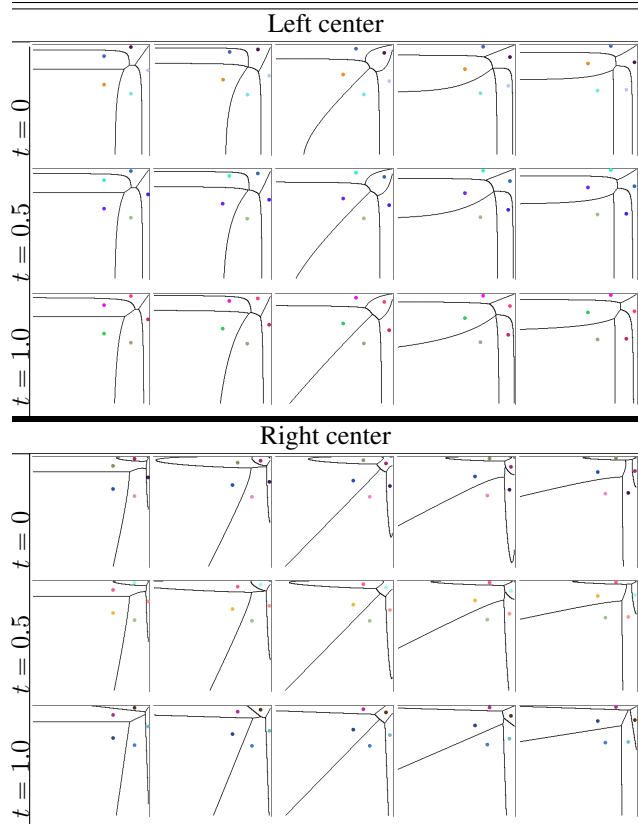 Left center
t = 0
t = 0.5
t = 1.0
Right center
t = 0
t = 0.5
t = 1.0